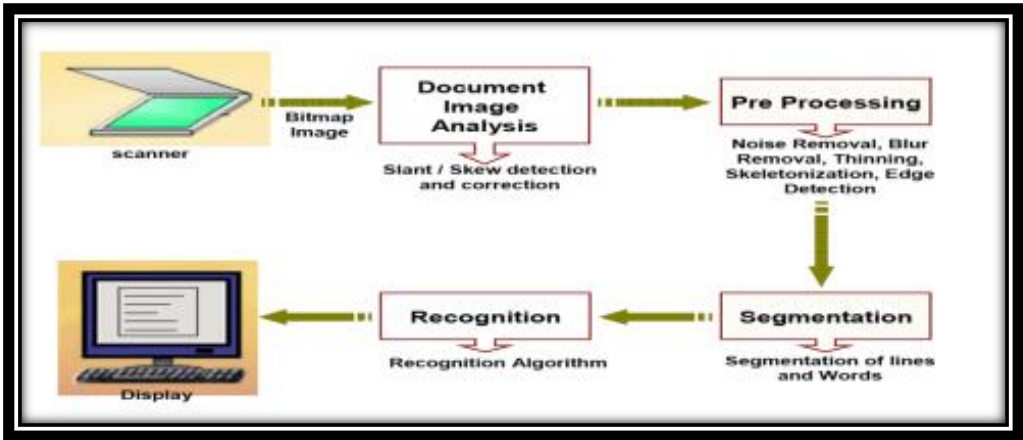 scanner
Bitmap
Image
Document
Image
Analysis
Slant / Skew detection
and correction
Pre Processing
Noise Removal, Blur
Removal, Thinning,
Skeletonization, Edge
Detection
Segmentation
Segmentation of lines
and Words
Recognition
Recognition Algorithm
Display